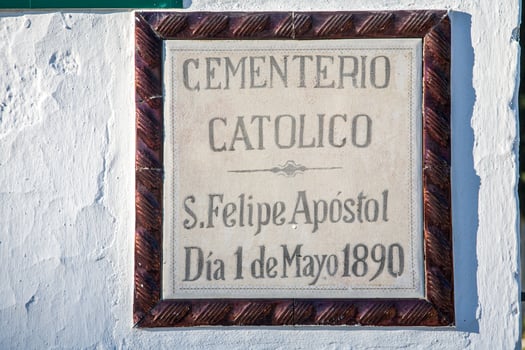 CEMENTERIO
CATOLICO
S. Felipe Apóstol
Día 1 de Mayo 1890